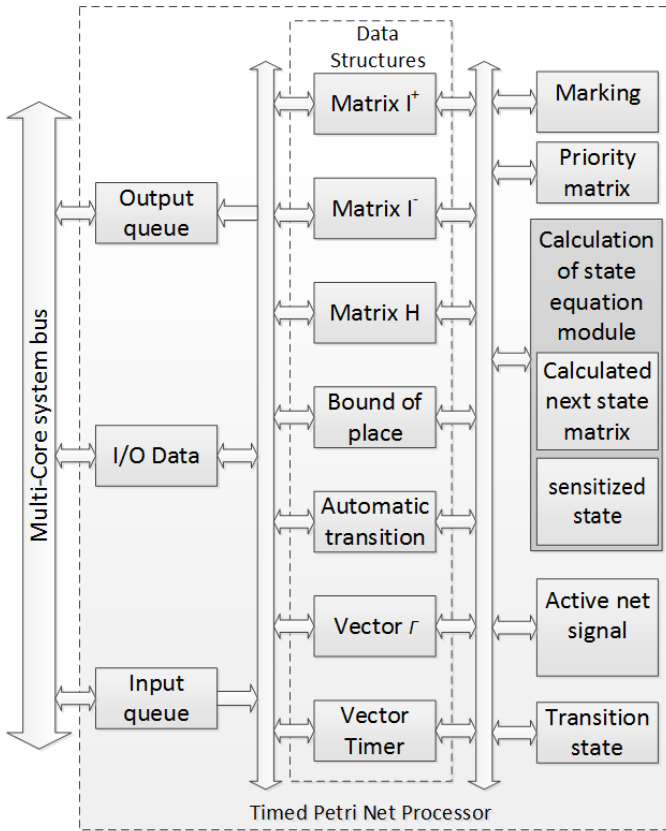 Data
Structures
Matrix I+
Marking
Priority
matrix
Output
queue
Matrix I-
Calculation
of state
equation
module
Matrix H
Calculated
next state
matrix
Multi-Core system bus
I/O Data
Bound of
place
sensitized
state
Automatic
transition
Vector Γ
Active net
signal
Input
queue
Vector
Timer
Transition
state
Timed Petri Net Processor